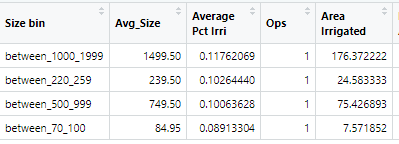 Size bin Avg_Size Average Pct Irri Ops Area Irrigated
between_1000_1999 1499.50 0.11762069 1 176.372222
between_220_259 239.50 0.10264440 1 24.583333
between_500_999 749.50 0.10063628 1 75.426893
between_70_100 84.95 0.08913304 1 7.571852